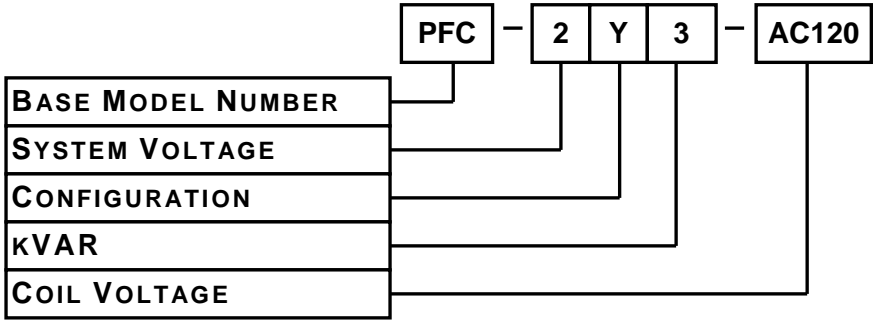 PFC – 2 Y 3 – AC120
BASE MODEL NUMBER
SYSTEM VOLTAGE
CONFIGURATION
KVAR
COIL VOLTAGE